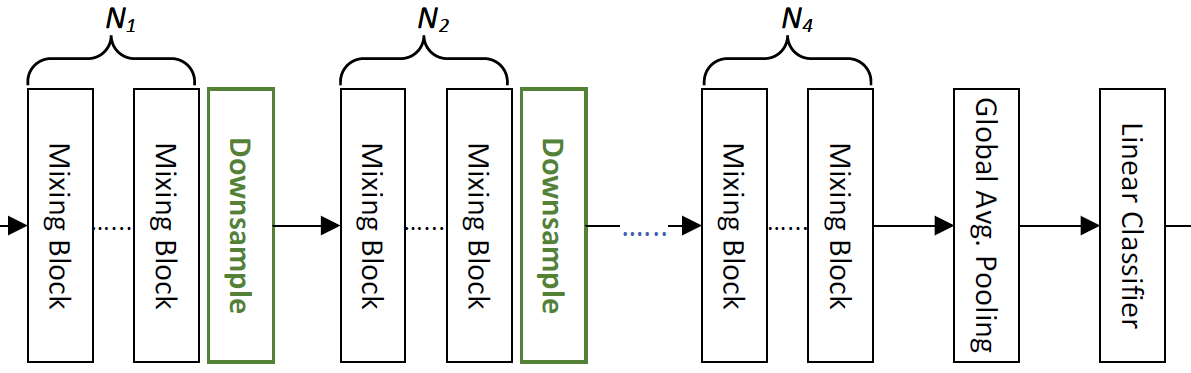 N1
N2
N4
Mixing Block
......
Mixing Block
Downsample
Mixing Block
......
Mixing Block
Downsample
......
Mixing Block
......
Mixing Block
Global Avg. Pooling
Linear Classifier